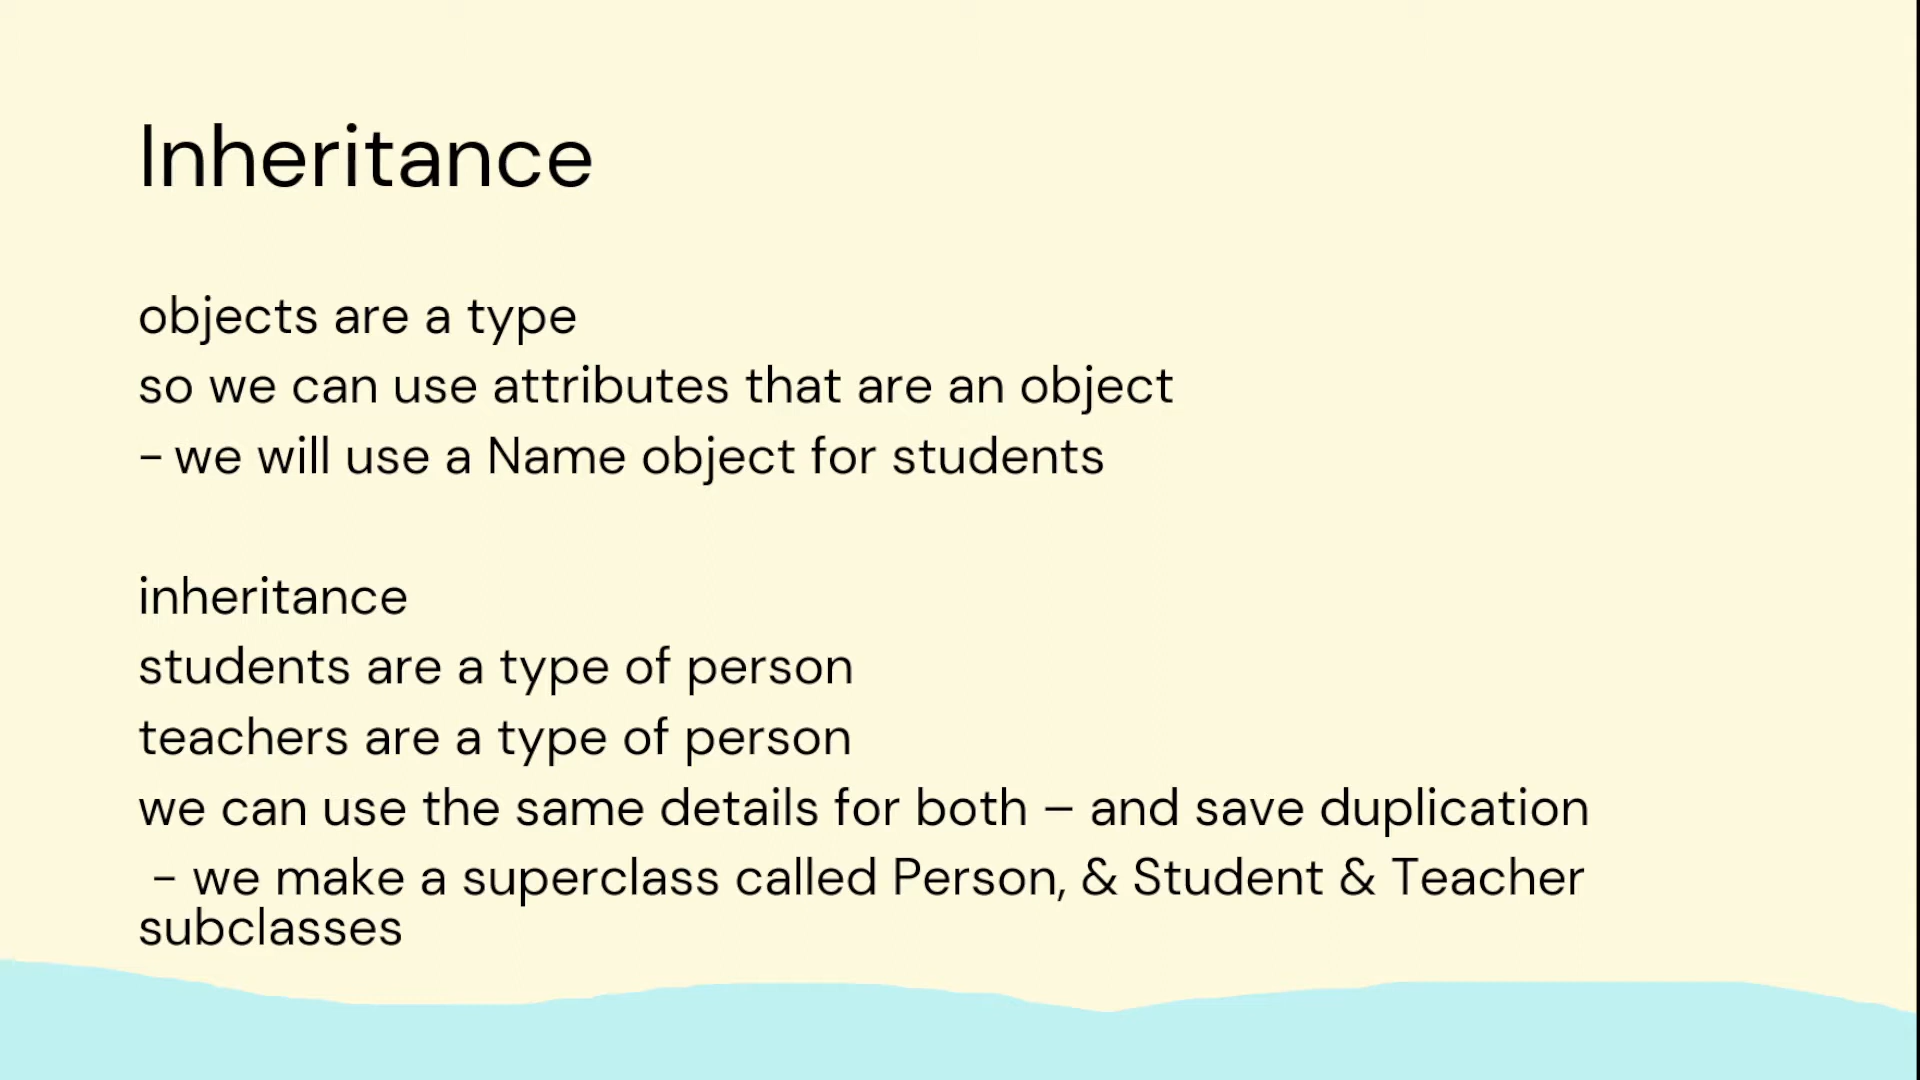 Inheritance
objects are a type
so we can use attributes that are an object
- we will use a Name object for students
inheritance
students are a type of person
teachers are a type of person
we can use the same details for both – and save duplication
- we make a superclass called Person, & Student & Teacher
subclasses